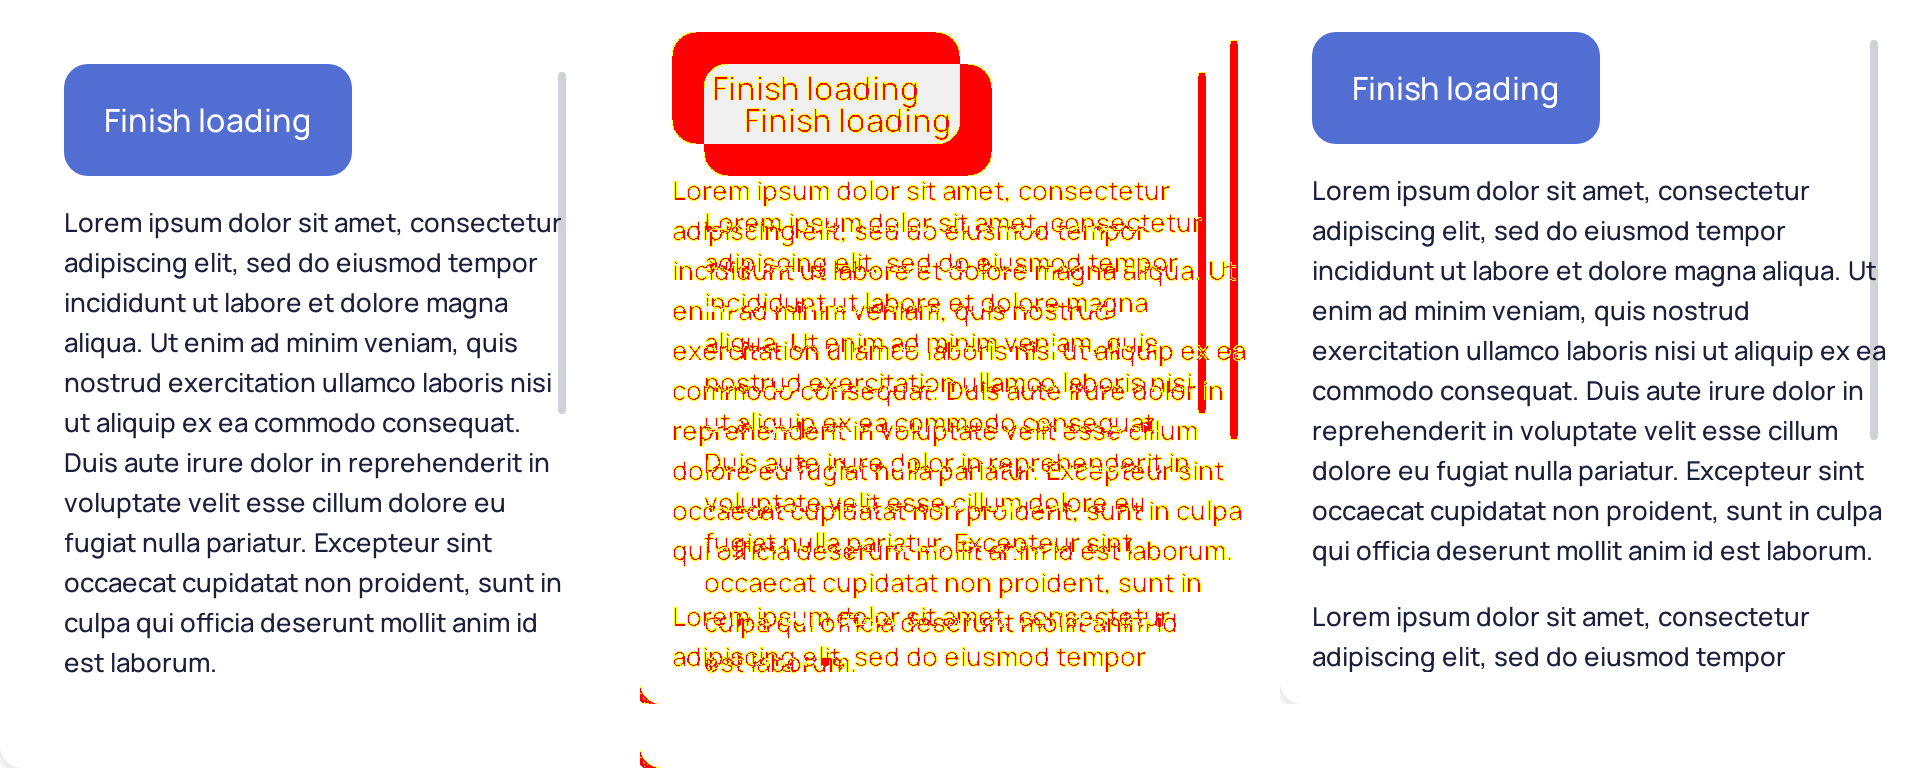 Finish loading
Lorem ipsum dolor sit amet, consectetur
adipiscing elit, sed do eiusmod tempor
incididunt ut labore et dolore magna
aliqua. Ut enim ad minim veniam, quis
nostrud exercitation ullamco laboris nisi
ut aliquip ex ea commodo consequat.
Duis aute irure dolor in reprehenderit in
voluptate velit esse cillum dolore eu
fugiat nulla pariatur. Excepteur sint
occaecat cupidatat non proident, sunt in
culpa qui officia deserunt mollit anim id
est laborum.
Finish loading
Finish loading
Lorem ipsum dolor sit amet, consectetur
Lorem ipsum dolor sit amet, consectetur
adipiscing elit, sed do eiusmod tempor
adipiscing elit, sed do eiusmod tempor
incididunt ut labore et dolore magna aliqua. Ut
incididunt ut labore et dolore magna
enim ad minim veniam, quis nostrud
aliqua. Ut enim ad minim veniam, quis
exercitation ullamco laboris nisi ut aliquip ex ea
nostrud exercitation ullamco laboris nisi
commodo consequat. Duis aute irure dolor in
ut aliquip ex ea commodo consequat.
reprehenderit in voluptate velit esse cillum
Duis aute irure dolor in reprehenderit in
dolore eu fugiat nulla pariatur. Excepteur sint
voluptate velit esse cillum dolore eu
occaecat cupidatat non proident, sunt in culpa
fugiat nulla pariatur. Excepteur sint
qui officia deserunt mollit anim id est laborum.
occaecat cupidatat non proident, sunt in
Lorem ipsum dolor sit amet, consectetur
culpa qui officia deserunt mollit anim id
adipiscing elit, sed do eiusmod tempor
est laborum.
Finish loading
Lorem ipsum dolor sit amet, consectetur
adipiscing elit, sed do eiusmod tempor
incididunt ut labore et dolore magna aliqua. Ut
enim ad minim veniam, quis nostrud
exercitation ullamco laboris nisi ut aliquip ex ea
commodo consequat. Duis aute irure dolor in
reprehenderit in voluptate velit esse cillum
dolore eu fugiat nulla pariatur. Excepteur sint
occaecat cupidatat non proident, sunt in culpa
qui officia deserunt mollit anim id est laborum.
Lorem ipsum dolor sit amet, consectetur
adipiscing elit, sed do eiusmod tempor